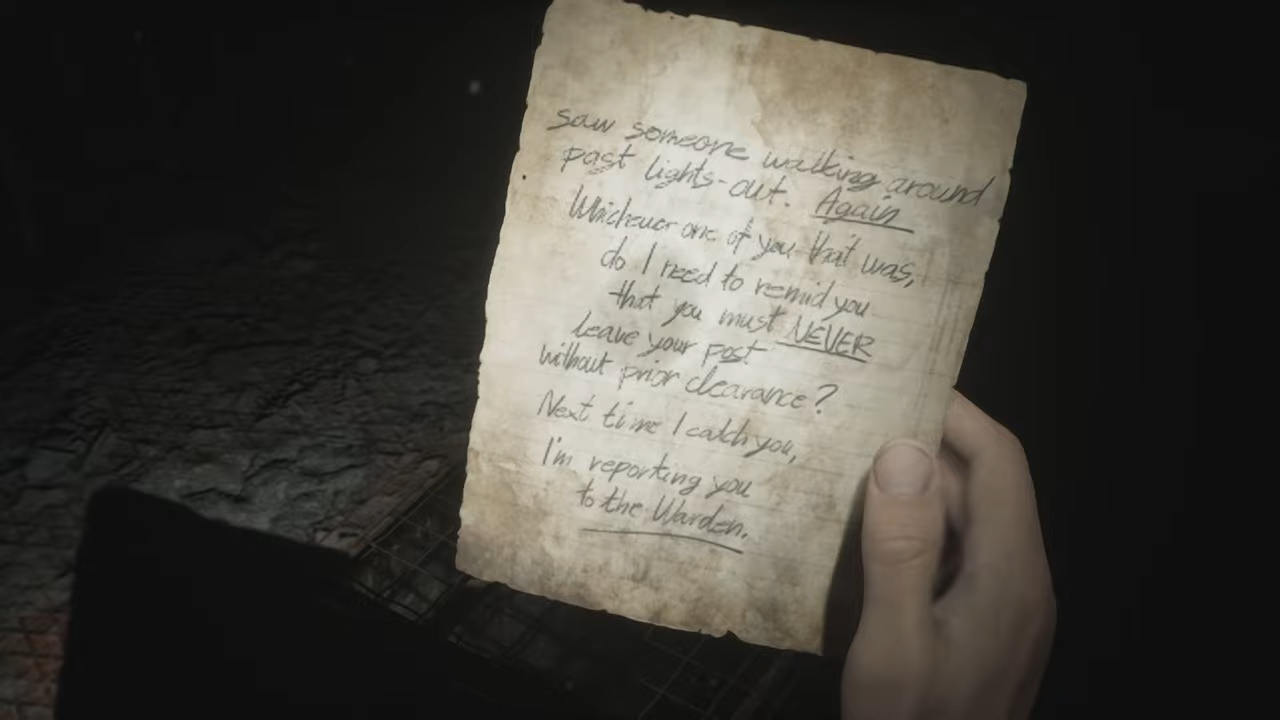 saw someone walking around
past lights-out. Again
Whichever one of you that was,
do I need to remid you
that you must NEVER
leave your post
without prior clearance?
Next time I catch you,
I'm reporting you
to the Warden.